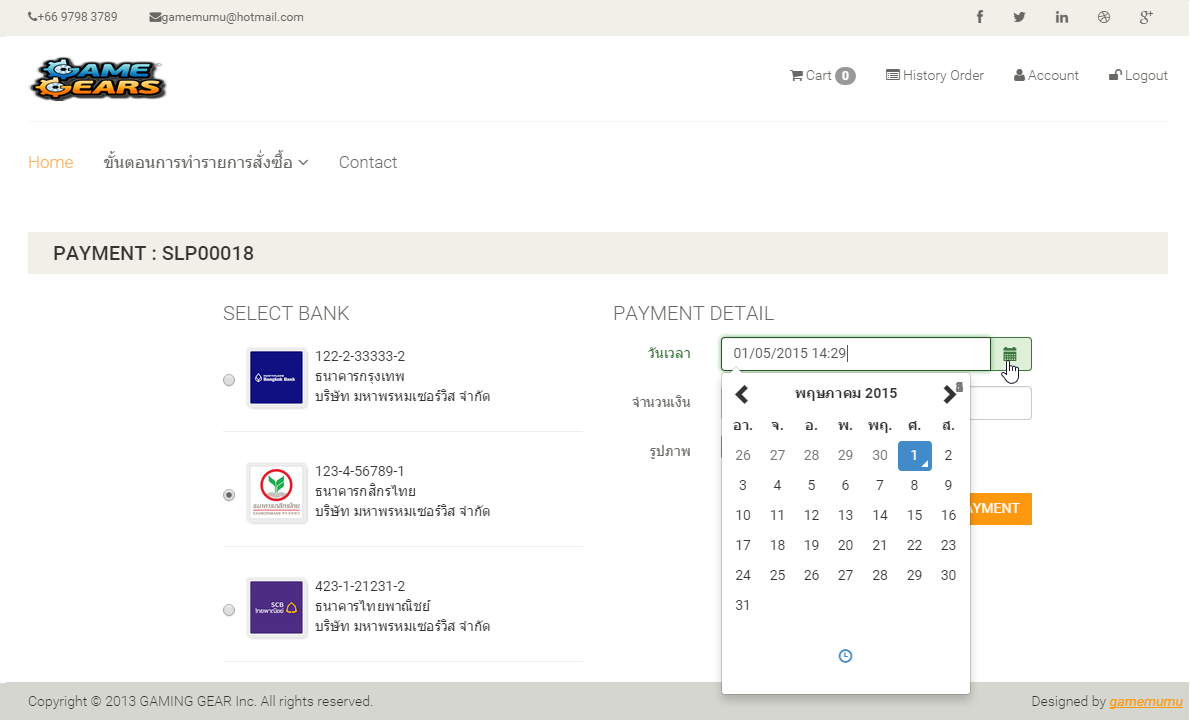 +66 9798 3789
gamemumu@hotmail.com
GAME GEARS
Cart 0
History Order
Account
Logout
Home
ขั้นตอนการทำรายการสั่งซื้อ
Contact
PAYMENT : SLP00018
SELECT BANK
122-2-33333-2
ธนาคารกรุงเทพ
บริษัท มหาพรหมเซอร์วิส จำกัด
Bangkok Bank
123-4-56789-1
ธนาคารกสิกรไทย
บริษัท มหาพรหมเซอร์วิส จำกัด
ธนาคารกสิกรไทย
423-1-21231-2
ธนาคารไทยพาณิชย์
บริษัท มหาพรหมเซอร์วิส จำกัด
SCB
ไทยพาณิชย์
PAYMENT DETAIL
วันเวลา
01/05/2015 14:29
จำนวนเงิน
รูปภาพ
พฤษภาคม 2015
อา. จ. อ. พ. พฤ. ศ. ส.
26 27 28 29 30 1 2
3 4 5 6 7 8 9
10 11 12 13 14 15 16
17 18 19 20 21 22 23
24 25 26 27 28 29 30
31
AYMENT
Copyright © 2013 GAMING GEAR Inc. All rights reserved.
Designed by gamemumu